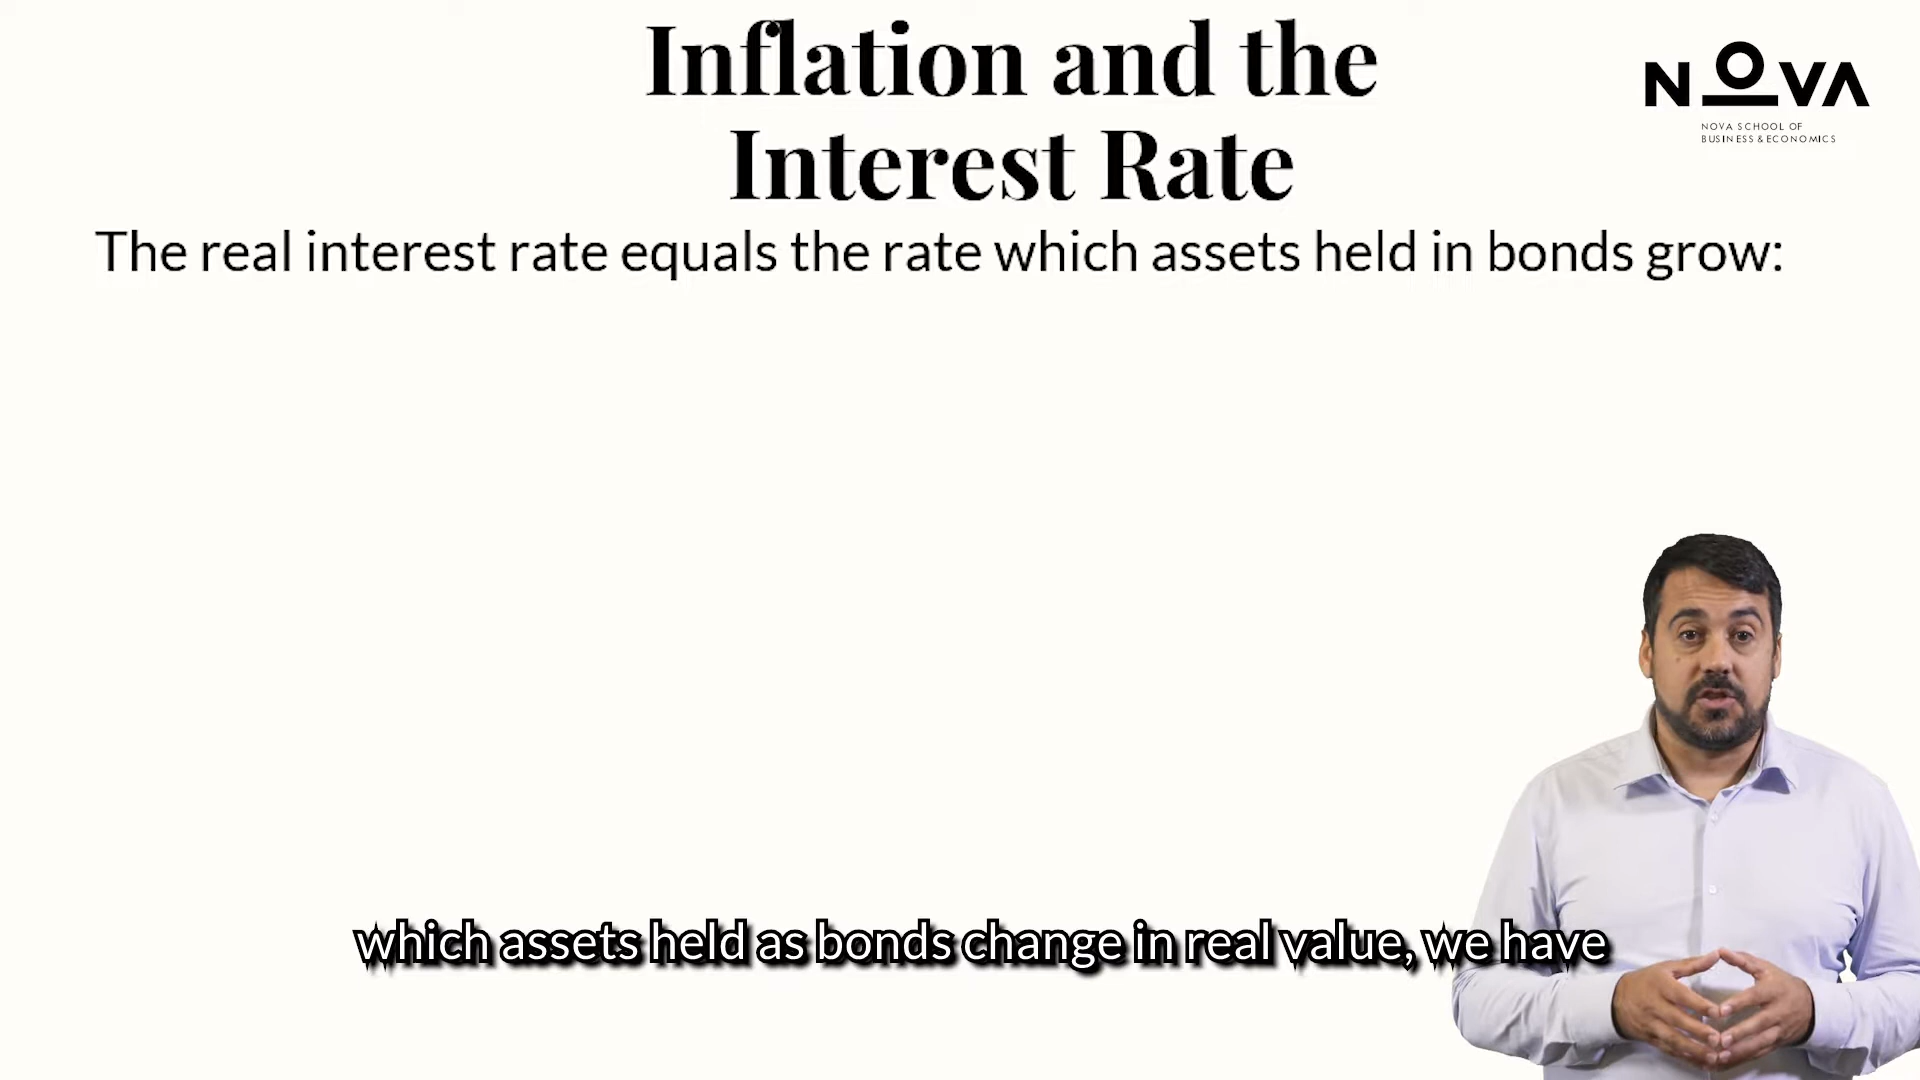 Inflation and the
Interest Rate
NOVA
NOVA SCHOOL OF
BUSINESS & ECONOMICS
The real interest rate equals the rate which assets held in bonds grow:
which assets held as bonds change in real value, we have